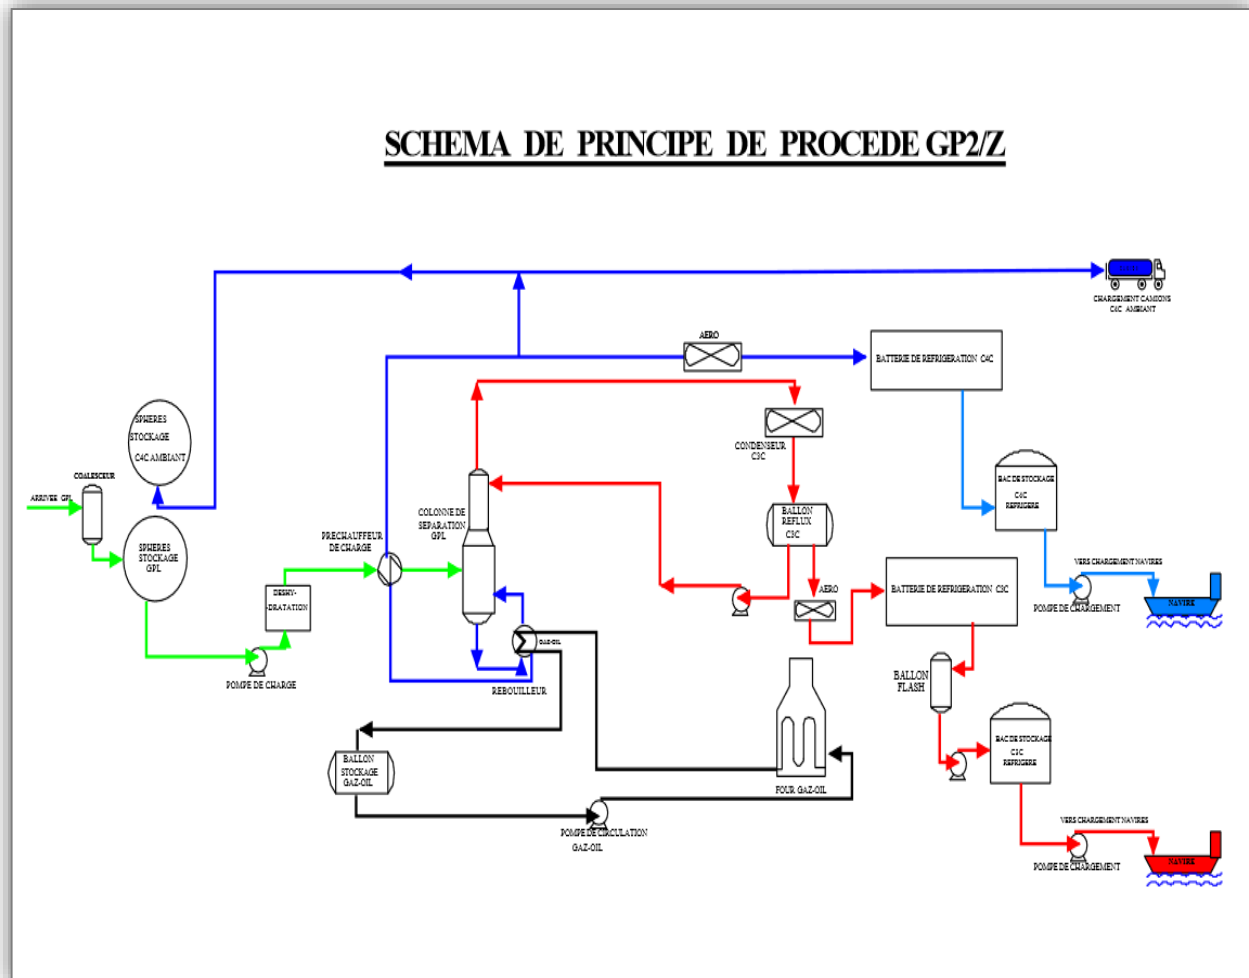 SCHEMA DE PRINCIPE DE PROCEDE GP2/Z
CHARGEMENT CAMIONS
C4C AMBIANT
AERO
BATTERIE DE REFRIGERATION C4C
SPHERES
STOCKAGE
C4C AMBIANT
CONDENSEUR
C3C
COALESCEUR
BAC DE STOCKAGE
C4C
REFRIGERE
ARRIVEE GPL
COLONNE DE
SEPARATION
GPL
BALLON
REFLUX
C3C
PRECHAUFFEUR
DE CHARGE
SPHERES
STOCKAGE
GPL
VERS CHARGEMENT NAVIRES
DESHY-
-DRATATION
AERO
BATTERIE DE REFRIGERATION C3C
NAVIRE
POMPE DE CHARGEMENT
GAZ-OIL
POMPE DE CHARGE
REBOUILLEUR
BALLON
FLASH
BALLON
STOCKAGE
GAZ-OIL
BAC DE STOCKAGE
C3C
REFRIGERE
FOUR GAZ-OIL
POMPE DE CIRCULATION
GAZ-OIL
VERS CHARGEMENT NAVIRES
POMPE DE CHARGEMENT
NAVIRE